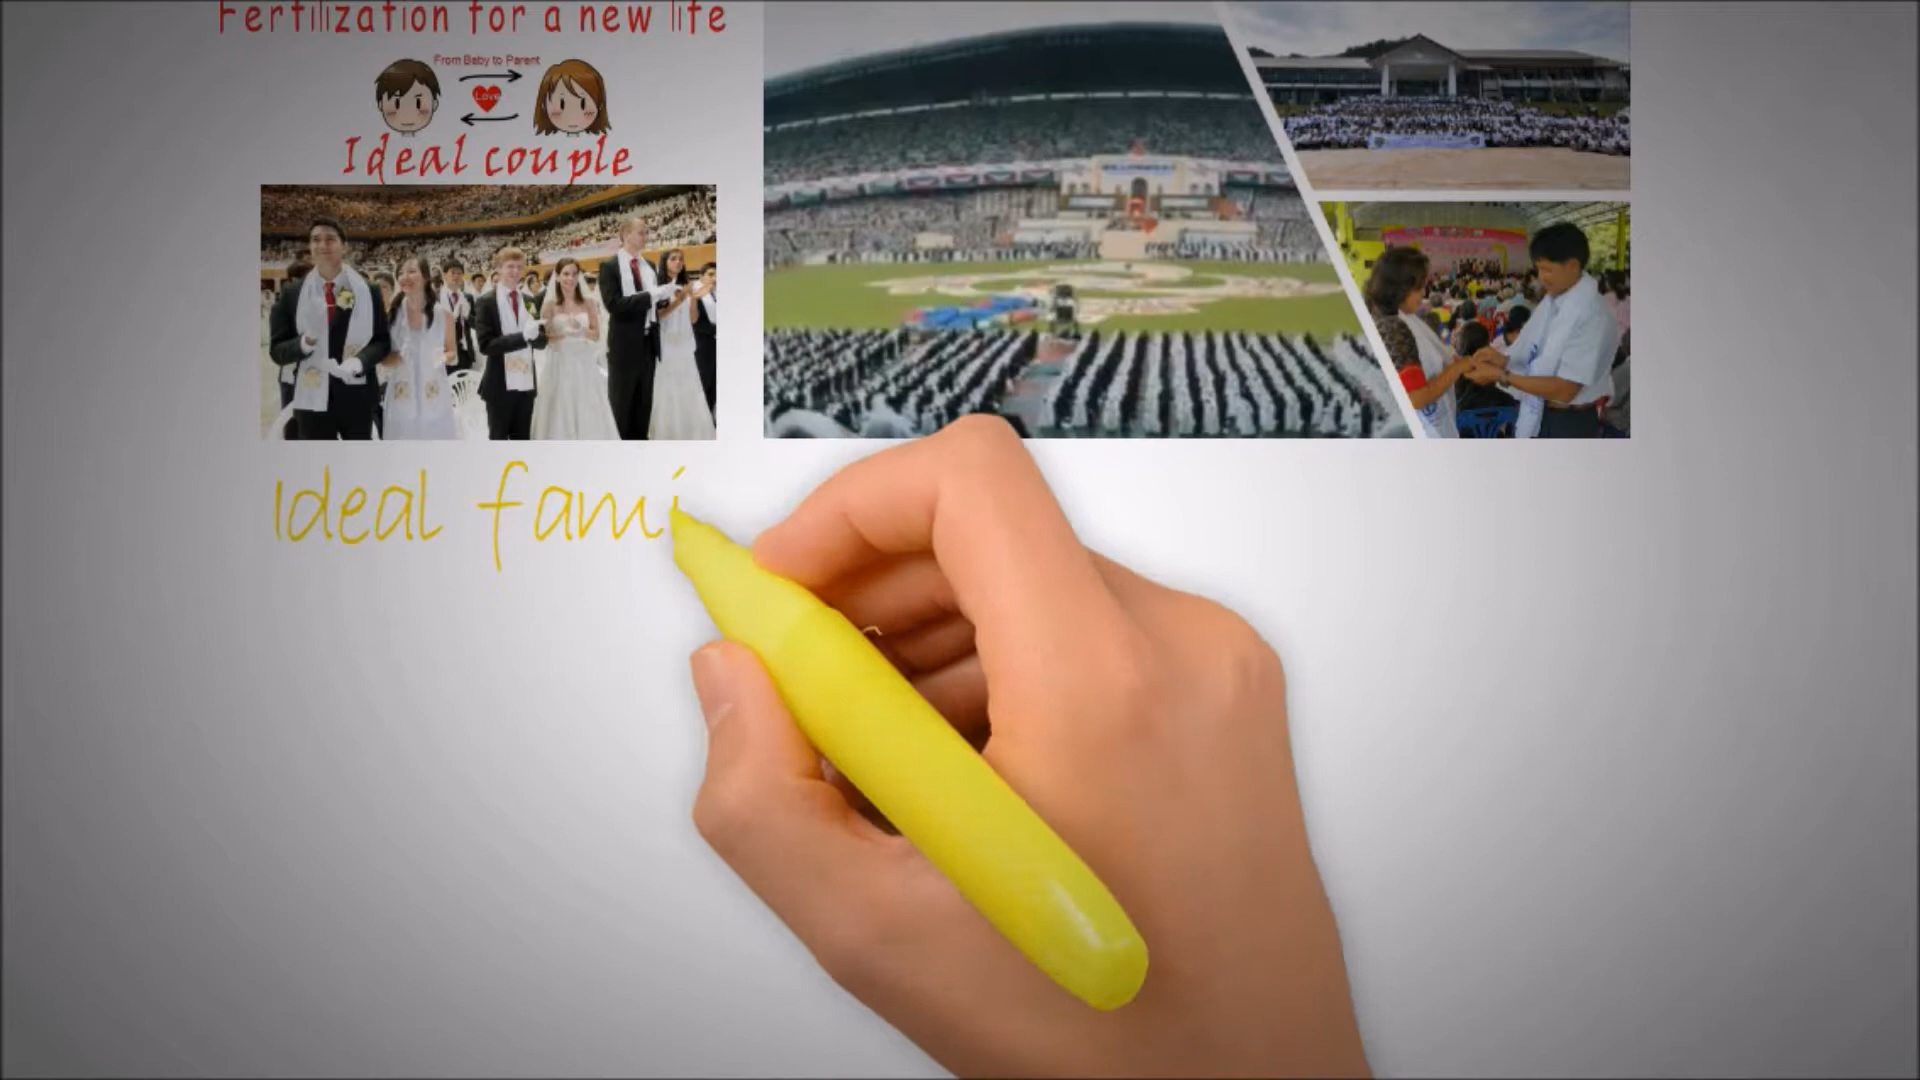 Fertilization for a new life
From Baby to Parent
Love
Ideal couple
Ideal fami